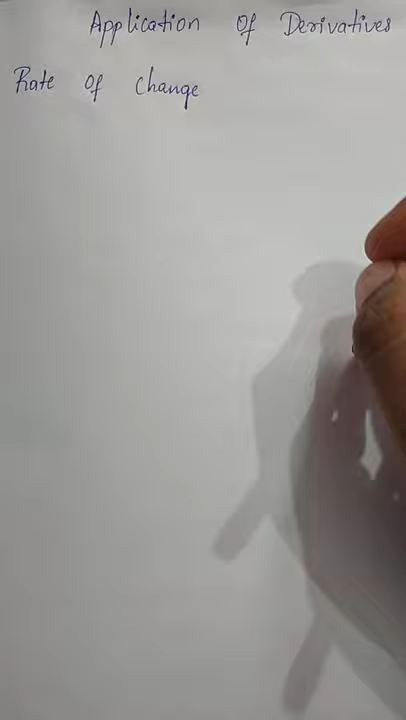 Application of Derivatives
Rate of change